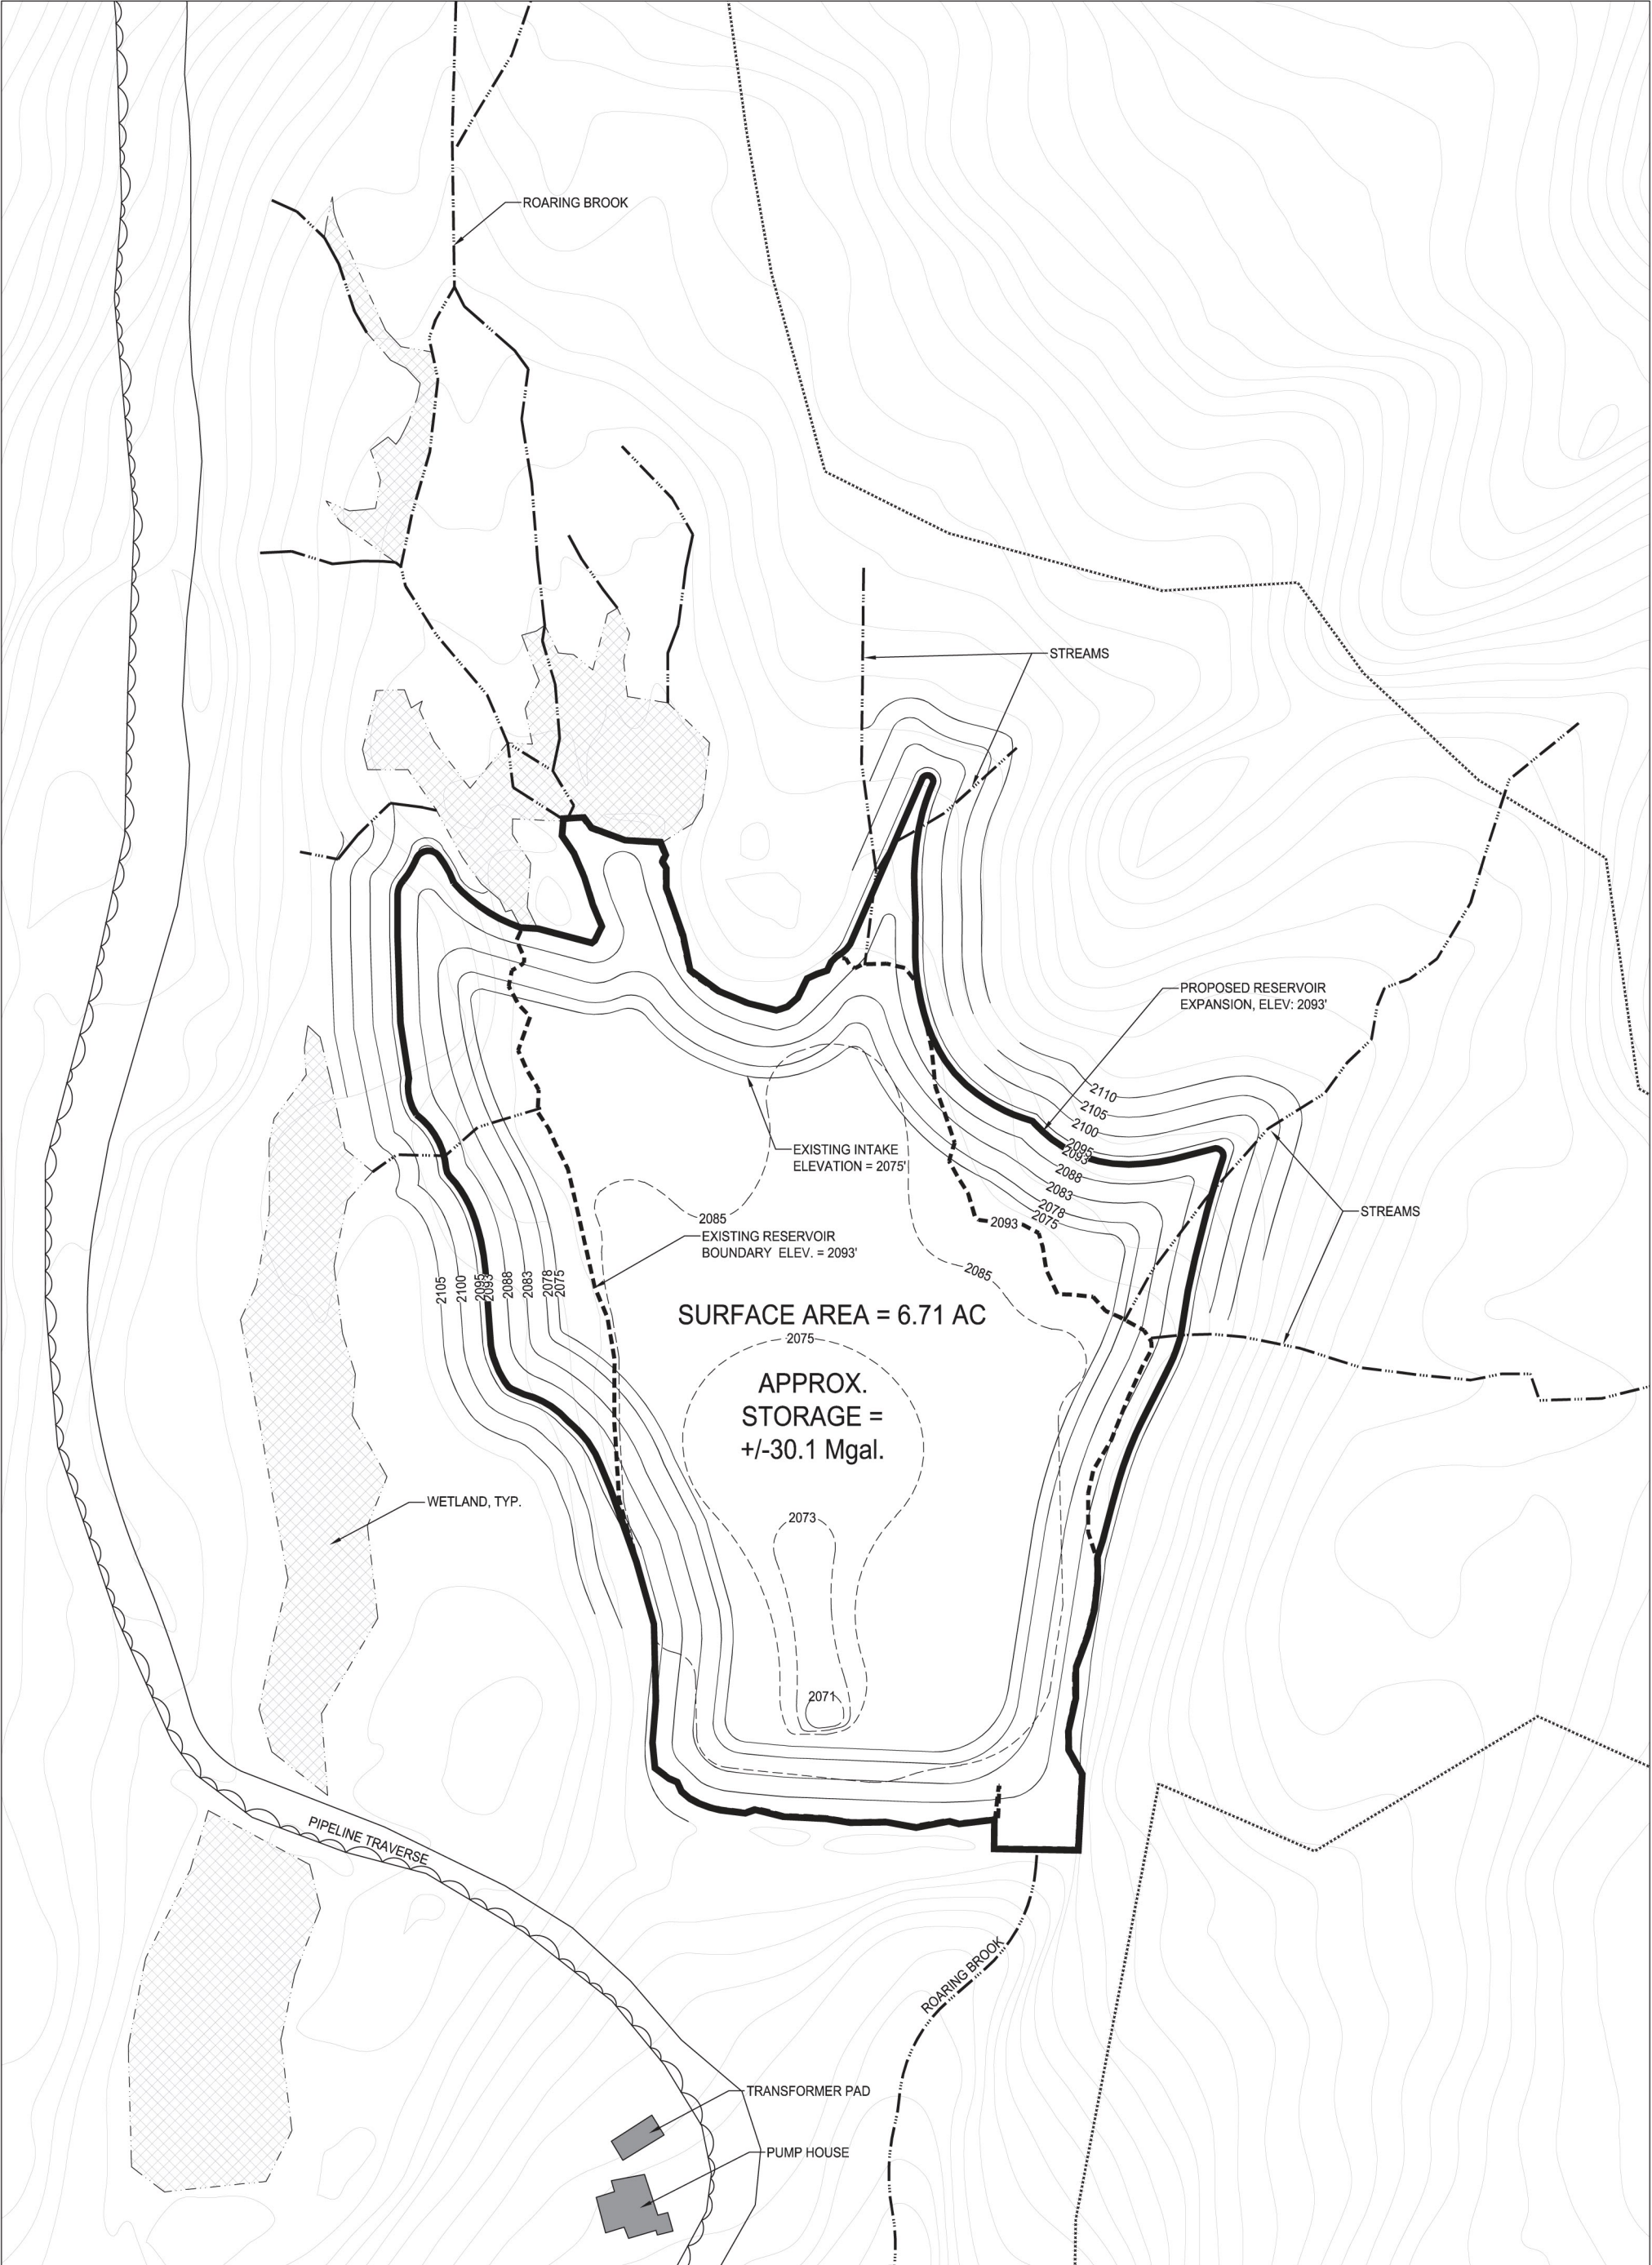 ROARING BROOK
STREAMS
PROPOSED RESERVOIR
EXPANSION, ELEV: 2093'
2110
2105
2100
2095
2093
2088
2083
2078
2075
EXISTING INTAKE
ELEVATION = 2075'
2093
STREAMS
2085
EXISTING RESERVOIR
BOUNDARY ELEV. = 2093'
2085
2105
2100
2095
2093
2088
2083
2078
2075
SURFACE AREA = 6.71 AC
2075
APPROX.
STORAGE =
+/-30.1 Mgal.
WETLAND, TYP.
2073
2071
PIPELINE TRAVERSE
ROARING BROOK
TRANSFORMER PAD
PUMP HOUSE